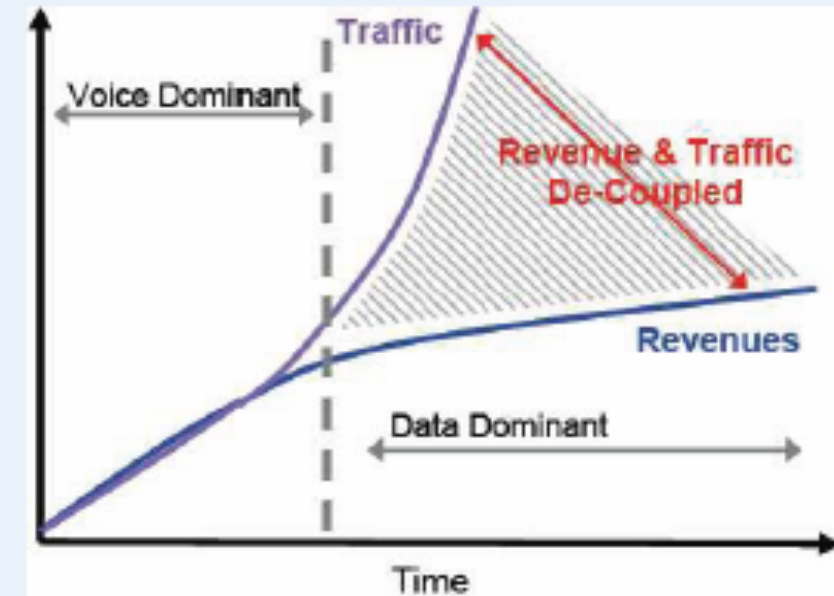 Traffic
Voice Dominant
Revenue & Traffic
De-Coupled
Revenues
Data Dominant
Time